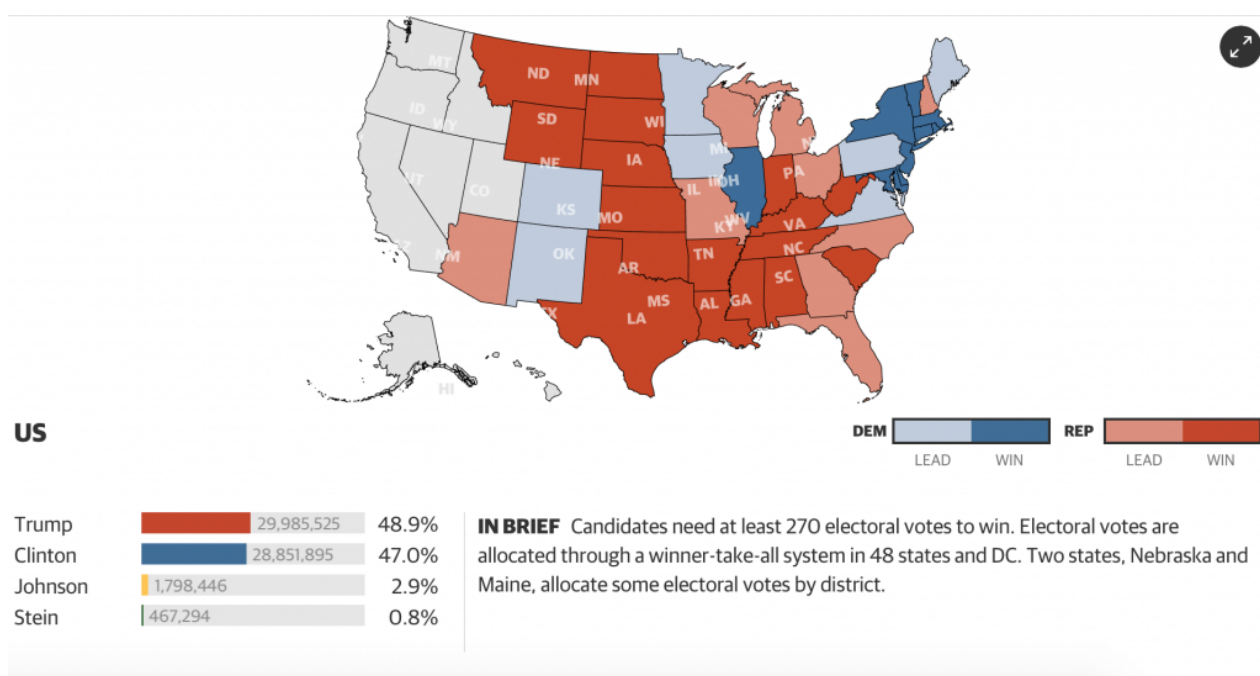 MT
ND
MN
ID
WY
SD
WI
MI
NE
IA
UT
CO
IL
OH
PA
KS
MO
KY
WV
VA
NM
OK
TN
NC
AR
SC
MS
AL
GA
LA
HI
US
DEM
LEAD
WIN
REP
LEAD
WIN
Trump 29,985,525 48.9%
Clinton 28,851,895 47.0%
Johnson 1,798,446 2.9%
Stein 467,294 0.8%
IN BRIEF Candidates need at least 270 electoral votes to win. Electoral votes are
allocated through a winner-take-all system in 48 states and DC. Two states, Nebraska and
Maine, allocate some electoral votes by district.